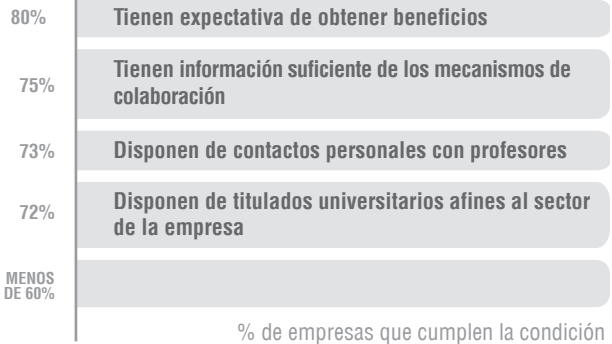 80% Tienen expectativa de obtener beneficios
75% Tienen información suficiente de los mecanismos de
colaboración
73% Disponen de contactos personales con profesores
72% Disponen de titulados universitarios afines al sector
de la empresa
MENOS
DE 60%
% de empresas que cumplen la condición